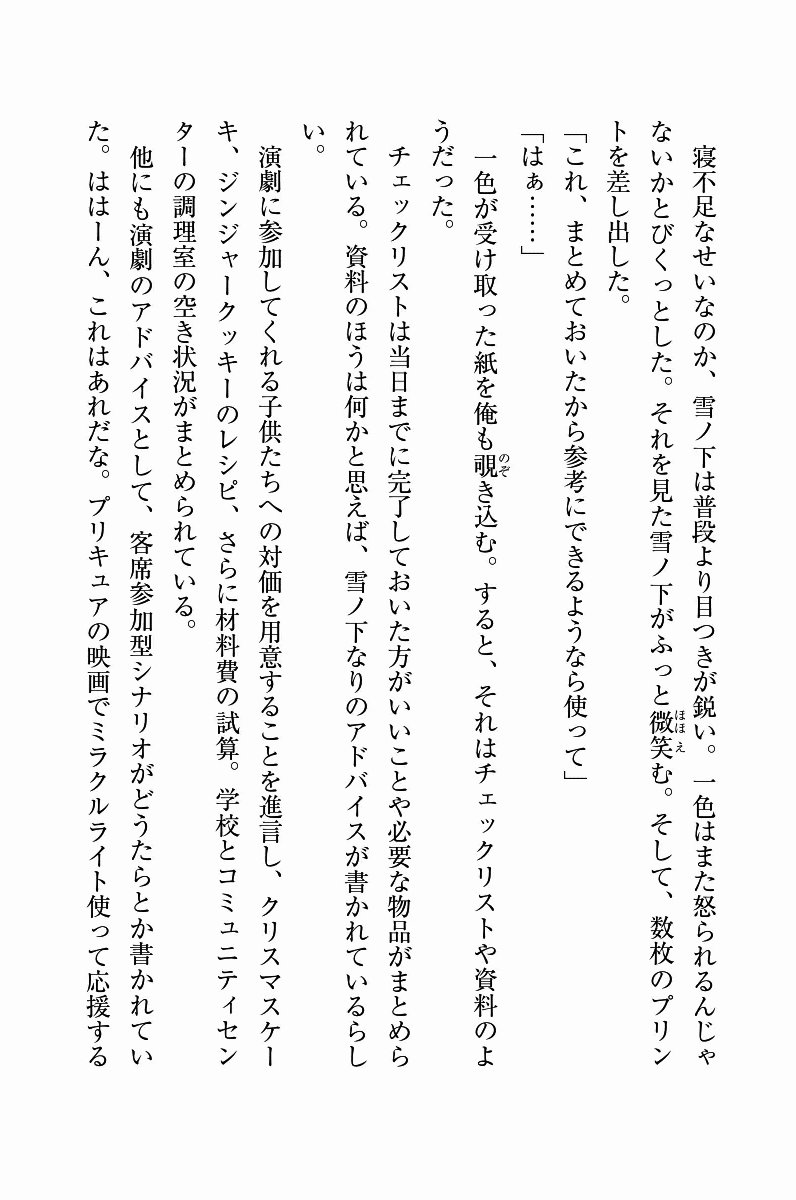 寝不足なせいなのか、雪ノ下は普段より目つきが鋭い。一色はまた怒られるんじゃ
ないかとびくっとした。それを見た雪ノ下がふっと微笑む。そして、数枚のプリン
トを差し出した。
「これ、まとめておいたから参考にできるようなら使って」
「はぁ……」
一色が受け取った紙を俺も覗き込む。すると、それはチェックリストや資料のよ
うだった。
チェックリストは当日までに完了しておいた方がいいことや必要な物品がまとめら
れている。資料のほうは何かと思えば、雪ノ下なりのアドバイスが書かれているらし
い。
演劇に参加してくれる子供たちへの対価を用意することを進言し、クリスマスケー
キ、ジンジャークッキーのレシピ、さらに材料費の試算。学校とコミュニティセン
ターの調理室の空き状況がまとめられている。
他にも演劇のアドバイスとして、客席参加型シナリオがどうたらとか書かれてい
た。ははーん、これはあれだな。プリキュアの映画でミラクルライト使って応援する